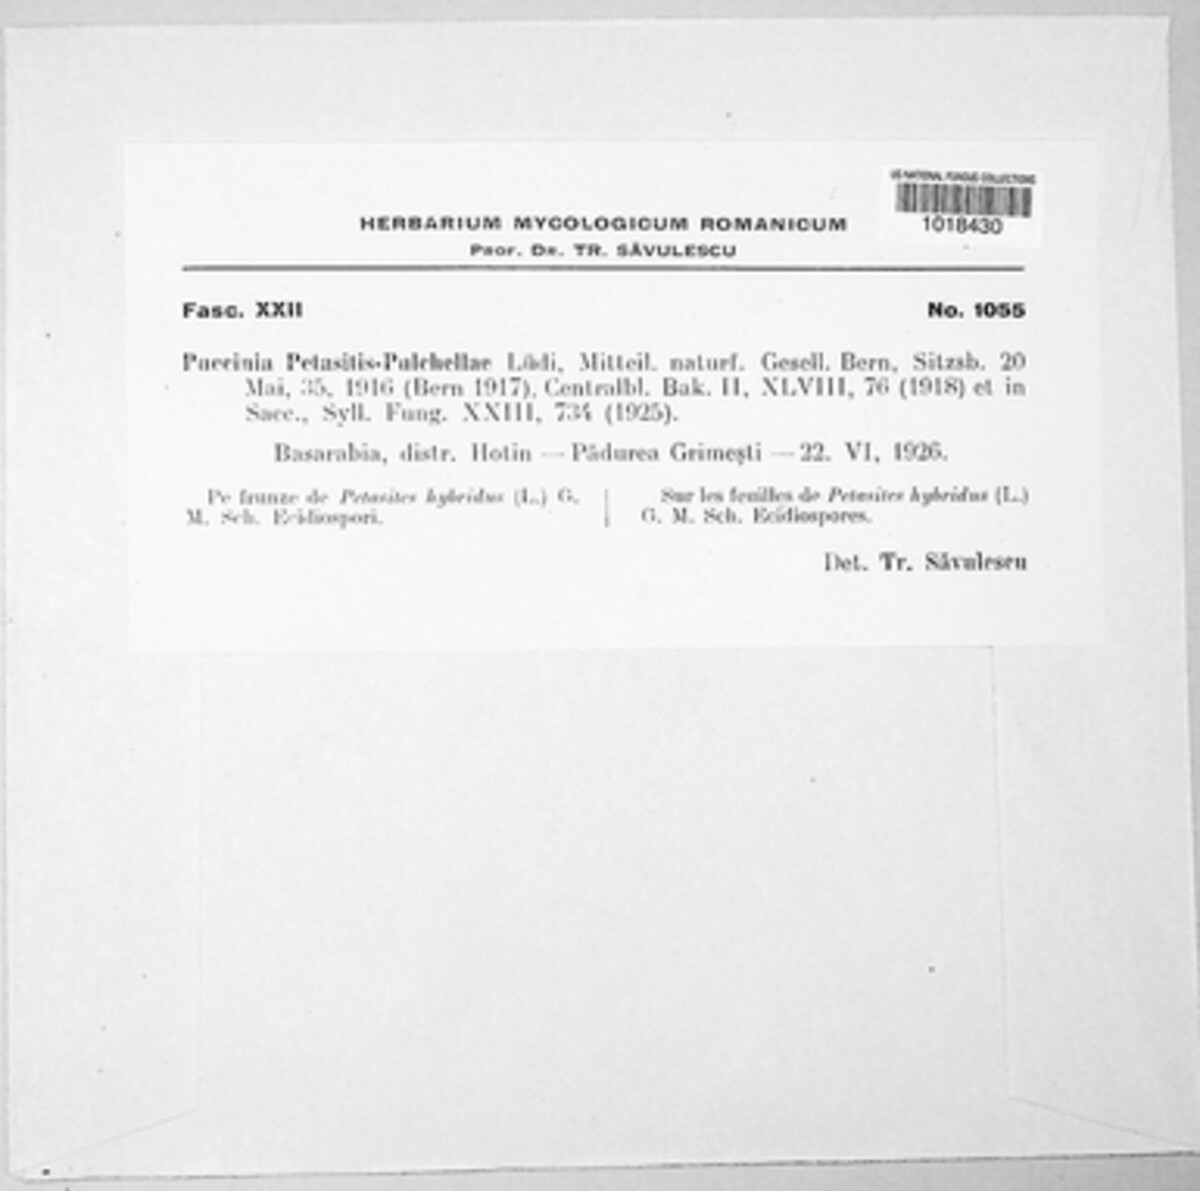 US NATIONAL FUNGUS COLLECTIONS
1018430
HERBARIUM MYCOLOGICUM ROMANICUM
PROF. DR. TR. SĂVULESCU
Fasc. XXII No. 1055
Puccinia Petasitis-Pulchellae Lüdi, Mitteil. naturf. Gesell. Bern, Sitzsb. 20
Mai, 35, 1916 (Bern 1917), Centralbl. Bak. II, XLVIII, 76 (1918) et in
Sacc., Syll. Fung. XXIII, 734 (1925).
Basarabia, distr. Hotin — Pădurea Grimești — 22. VI, 1926.
Pe frunze de Petasites hybridus (L.) G.
M. Sch. Ecidiospori.
Sur les feuilles de Petasites hybridus (L.)
G. M. Sch. Ecidiospores.
Det. Tr. Săvulescu